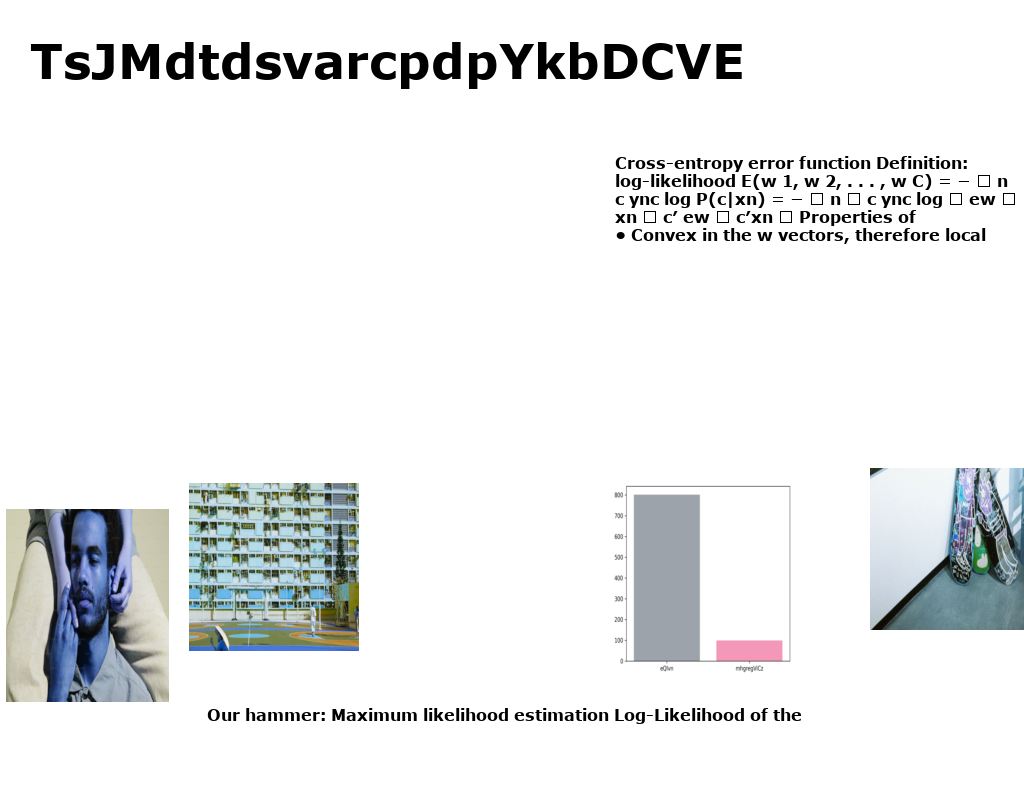 TsJMdtdsvarcpdpYkbDCVE
Cross-entropy error function Definition:
log-likelihood E(w 1, w 2, . . . , w C) = − □ n
c ync log P(c|xn) = − □ n □ c ync log □ ew □
xn □ c’ ew □ c’xn □ Properties of
• Convex in the w vectors, therefore local
800
700
600
500
400
300
200
100
0
eQlvn mhgregViCz
Our hammer: Maximum likelihood estimation Log-Likelihood of the